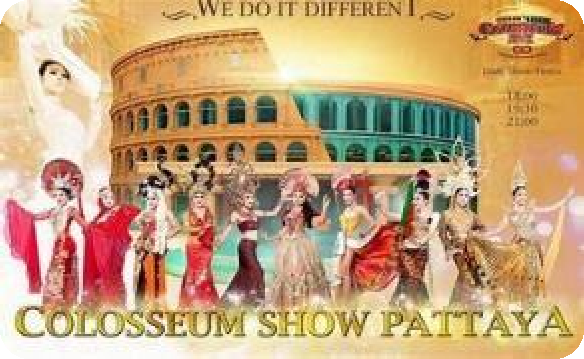 WE DO IT DIFFERENT
18:00
19:30
21:00
COLOSSEUM SHOW PATTAYA